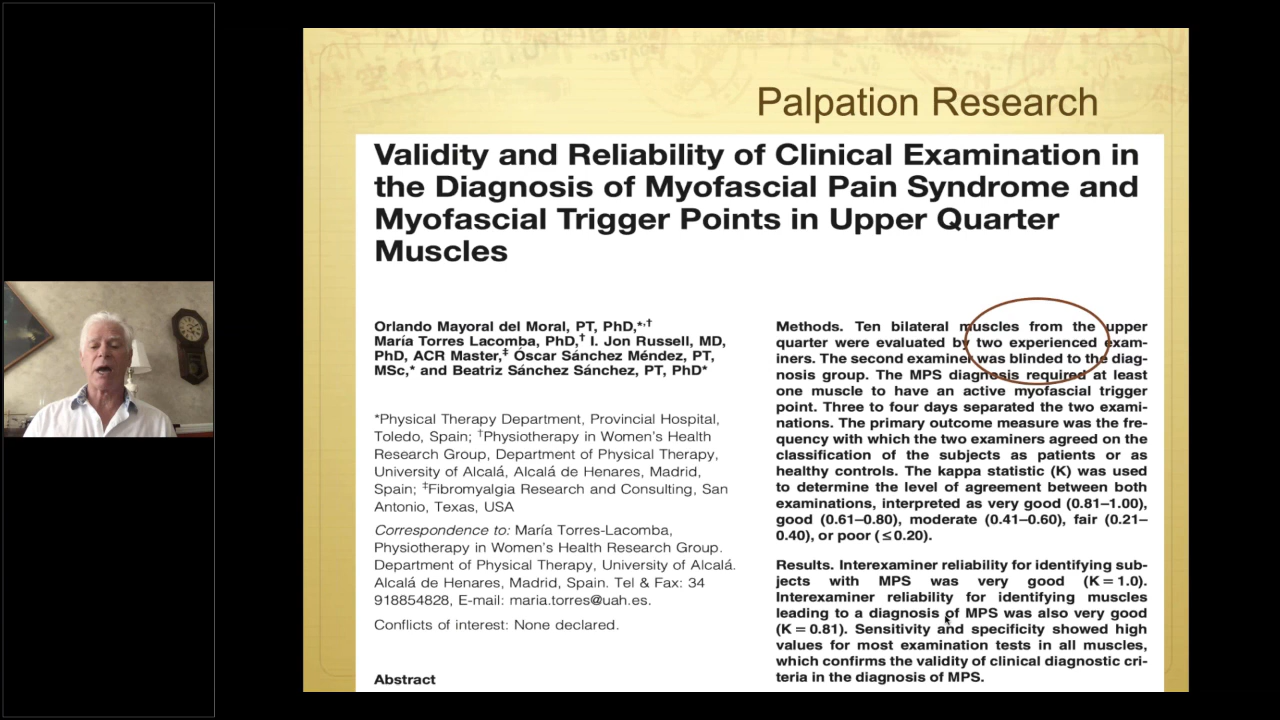 Palpation Research
Validity and Reliability of Clinical Examination in
the Diagnosis of Myofascial Pain Syndrome and
Myofascial Trigger Points in Upper Quarter
Muscles
Orlando Mayoral del Moral, PT, PhD,*,†
María Torres Lacomba, PhD,† I. Jon Russell, MD,
PhD, ACR Master,‡ Óscar Sánchez Méndez, PT,
MSc,* and Beatriz Sánchez Sánchez, PT, PhD*
*Physical Therapy Department, Provincial Hospital,
Toledo, Spain; †Physiotherapy in Women's Health
Research Group, Department of Physical Therapy,
University of Alcalá, Alcalá de Henares, Madrid,
Spain; ‡Fibromyalgia Research and Consulting, San
Antonio, Texas, USA
Correspondence to: María Torres-Lacomba,
Physiotherapy in Women's Health Research Group.
Department of Physical Therapy, University of Alcalá.
Alcalá de Henares, Madrid, Spain. Tel & Fax: 34
918854828, E-mail: maria.torres@uah.es.
Conflicts of interest: None declared.
Abstract
Methods. Ten bilateral muscles from the upper
quarter were evaluated by two experienced exam-
iners. The second examiner was blinded to the diag-
nosis group. The MPS diagnosis required at least
one muscle to have an active myofascial trigger
point. Three to four days separated the two exami-
nations. The primary outcome measure was the fre-
quency with which the two examiners agreed on the
classification of the subjects as patients or as
healthy controls. The kappa statistic (K) was used
to determine the level of agreement between both
examinations, interpreted as very good (0.81–1.00),
good (0.61–0.80), moderate (0.41–0.60), fair (0.21–
0.40), or poor (≤0.20).
Results. Interexaminer reliability for identifying sub-
jects with MPS was very good (K=1.0).
Interexaminer reliability for identifying muscles
leading to a diagnosis of MPS was also very good
(K=0.81). Sensitivity and specificity showed high
values for most examination tests in all muscles,
which confirms the validity of clinical diagnostic cri-
teria in the diagnosis of MPS.